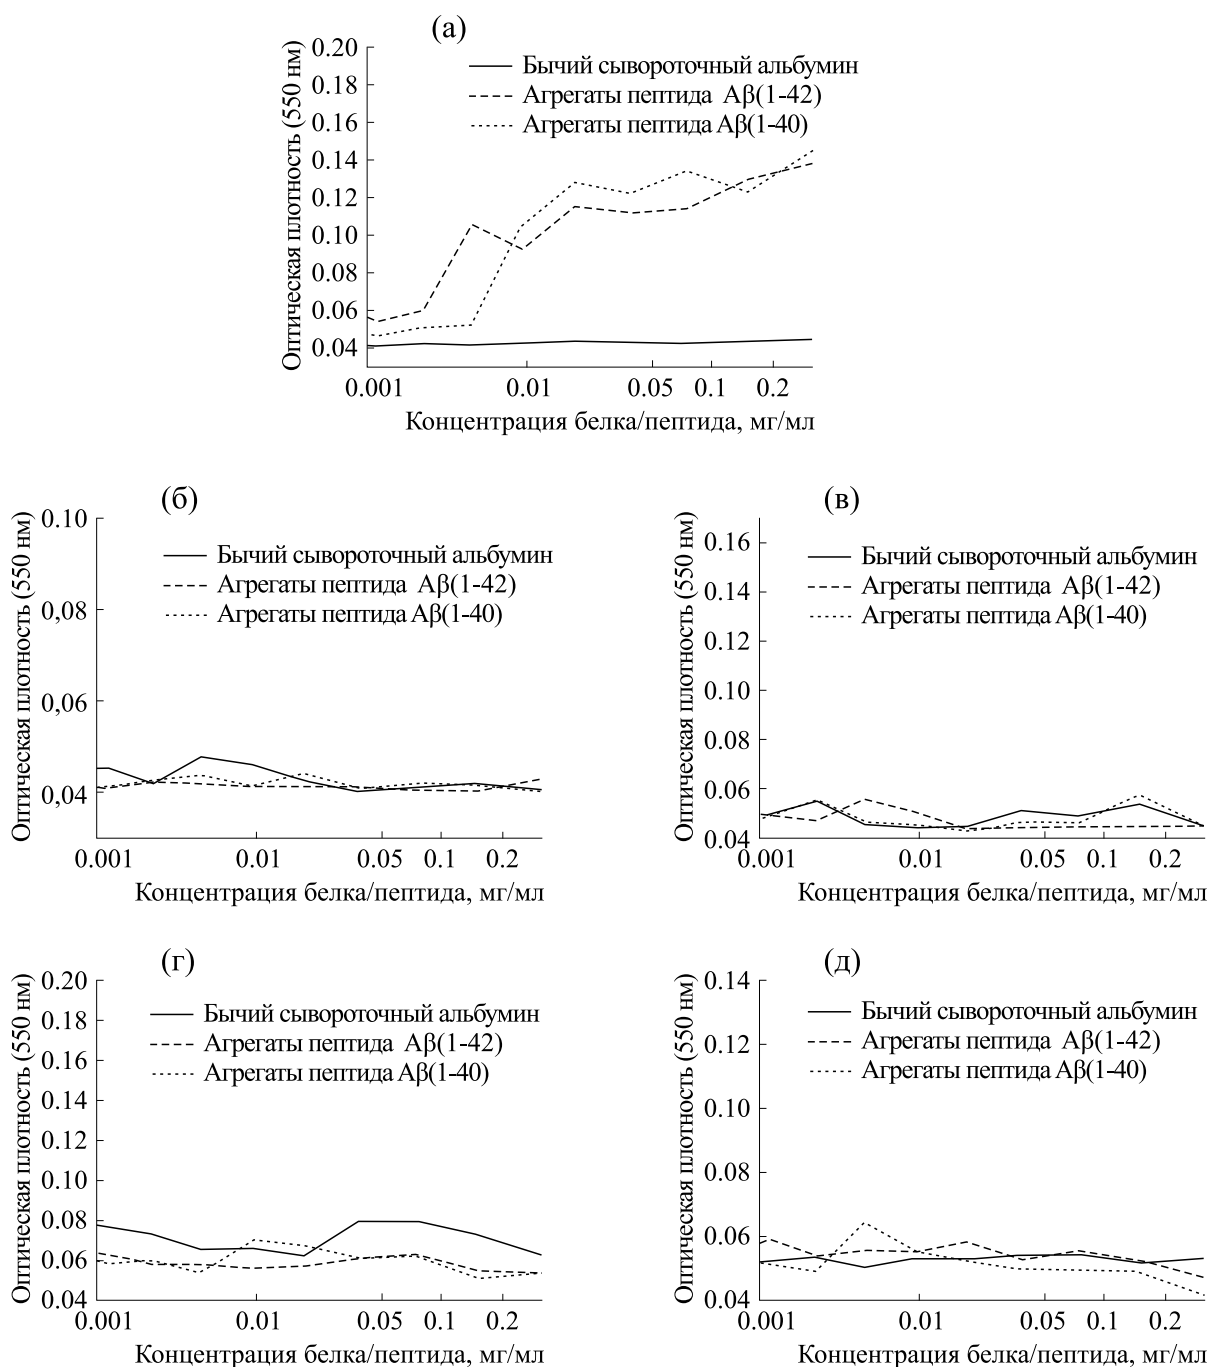 (а)
Оптическая плотность (550 нм)
0.20
0.18
0.16
0.14
0.12
0.10
0.08
0.06
0.04
Бычий сывороточный альбумин
Агрегаты пептида Аβ(1-42)
Агрегаты пептида Аβ(1-40)
0.001 0.01 0.05 0.1 0.2
Концентрация белка/пептида, мг/мл
(б)
Оптическая плотность (550 нм)
0.10
0.08
0,06
0,04
Бычий сывороточный альбумин
Агрегаты пептида Аβ(1-42)
Агрегаты пептида Аβ(1-40)
0.001 0.01 0.05 0.1 0.2
Концентрация белка/пептида, мг/мл
(в)
Оптическая плотность (550 нм)
0.16
0.14
0.12
0.10
0.08
0.06
0.04
Бычий сывороточный альбумин
Агрегаты пептида Аβ(1-42)
Агрегаты пептида Аβ(1-40)
0.001 0.01 0.05 0.1 0.2
Концентрация белка/пептида, мг/мл
(г)
Оптическая плотность (550 нм)
0.20
0.18
0.16
0.14
0.12
0.10
0.08
0.06
0.04
Бычий сывороточный альбумин
Агрегаты пептида Аβ(1-42)
Агрегаты пептида Аβ(1-40)
0.001 0.01 0.05 0.1 0.2
Концентрация белка/пептида, мг/мл
(д)
Оптическая плотность (550 нм)
0.14
0.12
0.10
0.08
0.06
0.04
Бычий сывороточный альбумин
Агрегаты пептида Аβ(1-42)
Агрегаты пептида Аβ(1-40)
0.001 0.01 0.05 0.1 0.2
Концентрация белка/пептида, мг/мл